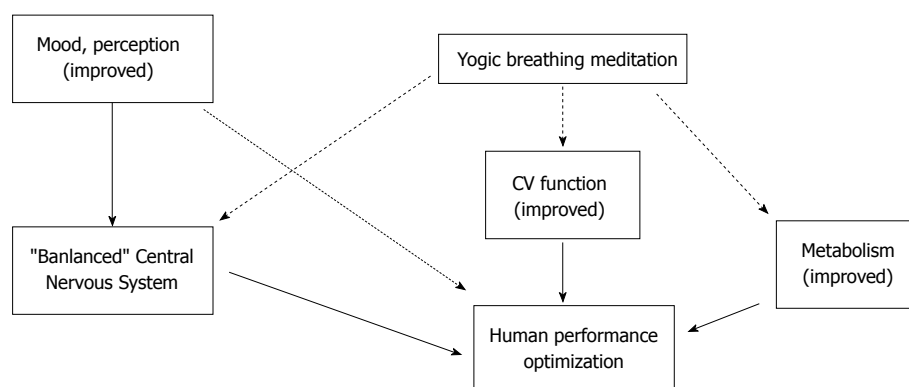 Mood, perception
(improved)
Yogic breathing meditation
CV function
(improved)
"Banlanced" Central
Nervous System
Metabolism
(improved)
Human performance
optimization